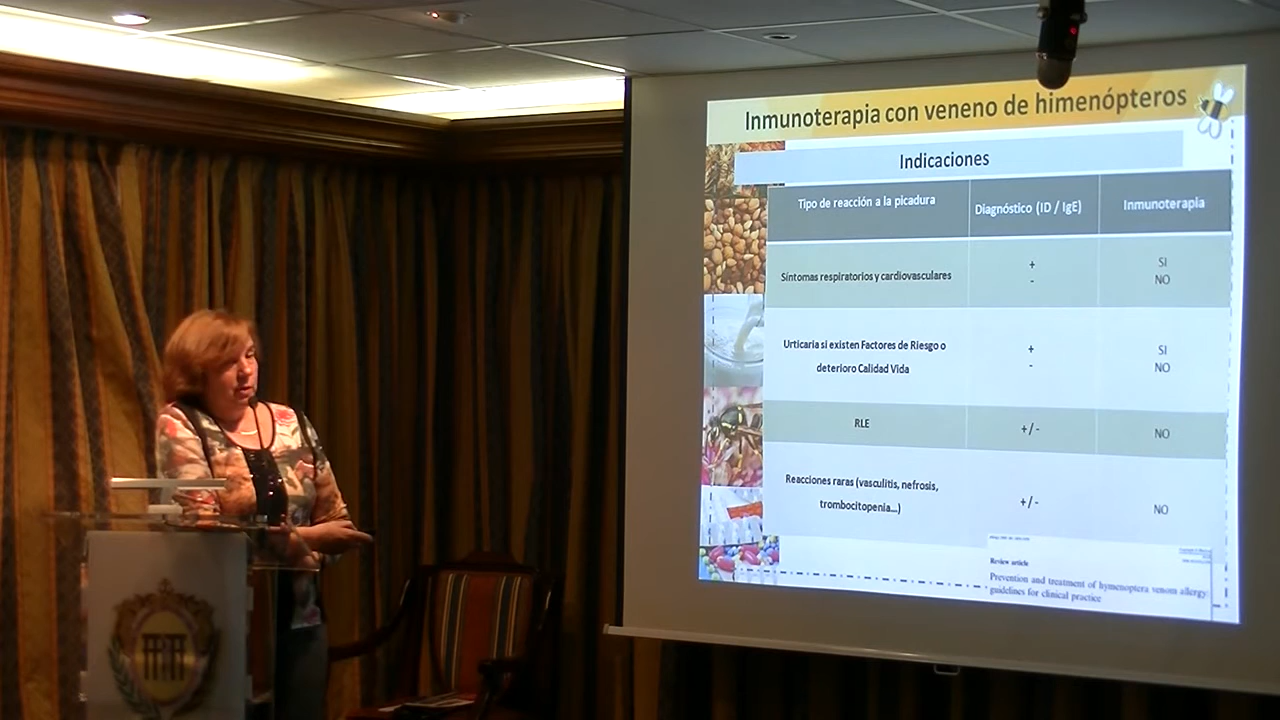 Inmunoterapia con veneno de himenópteros
Indicaciones
Tipo de reacción a la picadura
Diagnóstico (ID / IgE)
Inmunoterapia
Síntomas respiratorios y cardiovasculares
+
-
SI
NO
Urticaria si existen Factores de Riesgo o
deterioro Calidad Vida
+
-
SI
NO
RLE
+/-
NO
Reacciones raras (vasculitis, nefrosis,
trombocitopenia...)
+/-
NO
Review article
Prevention and treatment of hymenoptera venom allergy:
guidelines for clinical practice